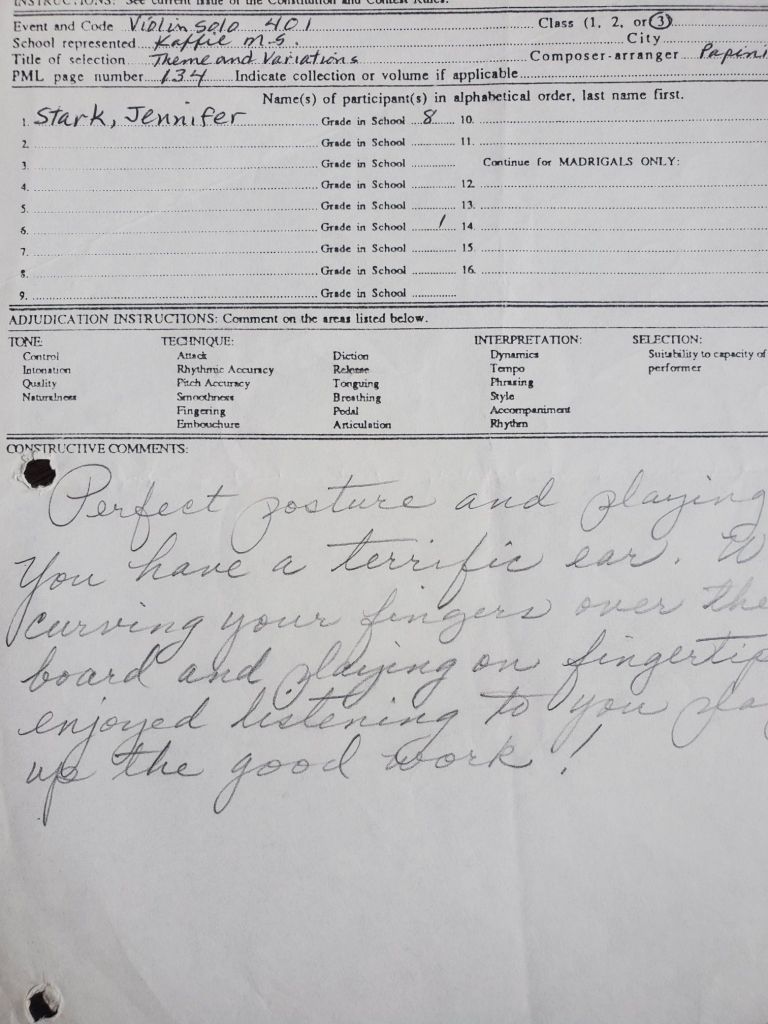 INSTRUCTIONS: See current issue of the Constitution and Contest Rules.
Event and Code Violin Solo 401 Class (1, 2, or 3)
School represented Kaffie M.S. City
Title of selection Theme and Variations Composer-arranger Papini
PML page number 134 Indicate collection or volume if applicable
Name(s) of participant(s) in alphabetical order, last name first.
1. Stark, Jennifer Grade in School 8 10.
2. Grade in School 11.
3. Grade in School Continue for MADRIGALS ONLY:
4. Grade in School 12.
5. Grade in School 13.
6. Grade in School / 14.
7. Grade in School 15.
8. Grade in School 16.
9. Grade in School
ADJUDICATION INSTRUCTIONS: Comment on the areas listed below.
TONE: TECHNIQUE: INTERPRETATION: SELECTION:
Control Attack Diction Dynamics Suitability to capacity of
Intonation Rhythmic Accuracy Release Tempo performer
Quality Pitch Accuracy Tonguing Phrasing
Naturalness Smoothness Breathing Style
Fingering Pedal Accompaniment
Embouchure Articulation Rhythm
CONSTRUCTIVE COMMENTS:
Perfect posture and playing
You have a terrific ear. W
curving your fingers over the
board and playing on fingertip
enjoyed listening to you pla
up the good work!